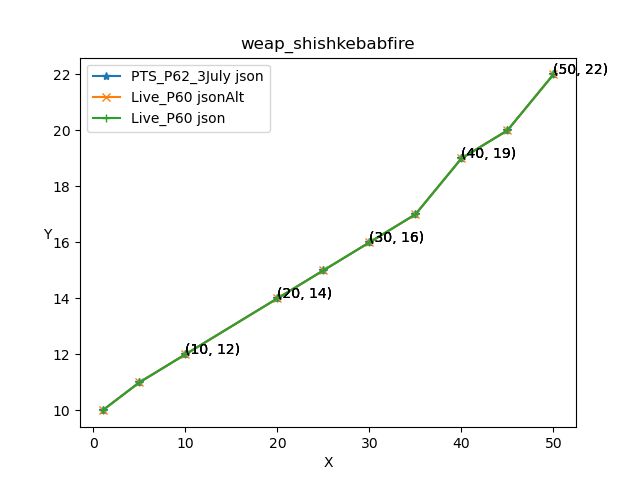 weap_shishkebabfire
PTS_P62_3July json
Live_P60 jsonAlt
Live_P60 json
(50, 22)
(40, 19)
(30, 16)
(20, 14)
(10, 12)
Y
22
20
18
16
14
12
10
0 10 20 30 40 50
X